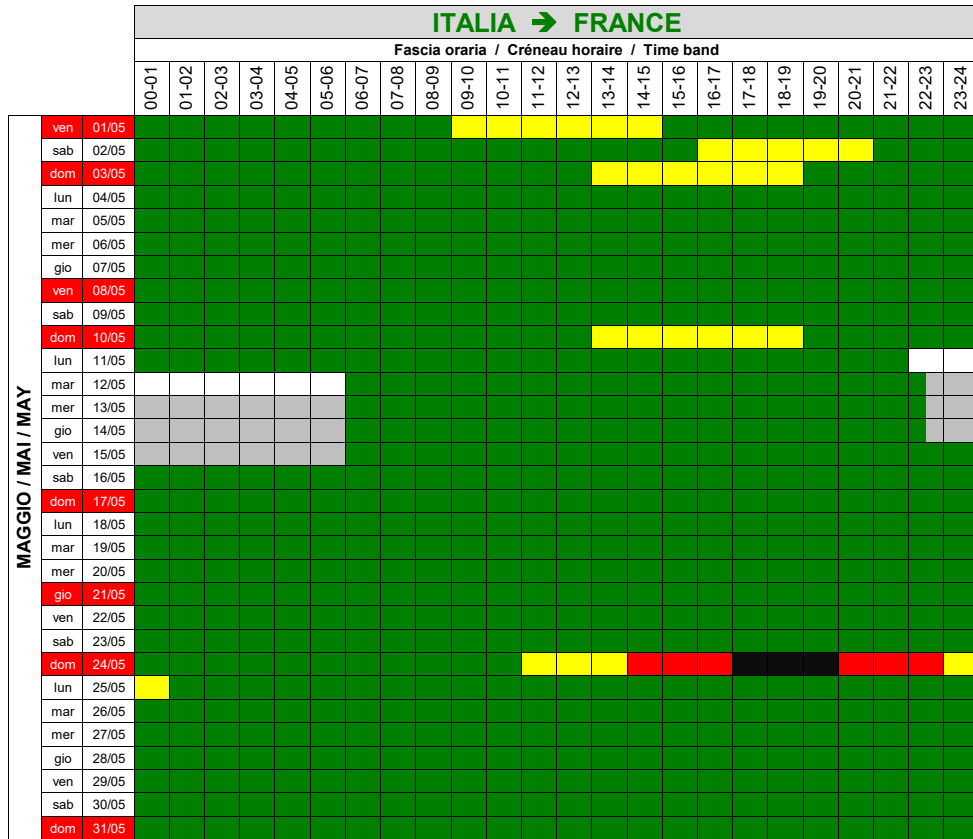 ITALIA ➔ FRANCE
Fascia oraria / Créneau horaire / Time band
00-01 01-02 02-03 03-04 04-05 05-06 06-07 07-08 08-09 09-10 10-11 11-12 12-13 13-14 14-15 15-16 16-17 17-18 18-19 19-20 20-21 21-22 22-23 23-24
MAGGIO / MAI / MAY
ven 01/05
sab 02/05
dom 03/05
lun 04/05
mar 05/05
mer 06/05
gio 07/05
ven 08/05
sab 09/05
dom 10/05
lun 11/05
mar 12/05
mer 13/05
gio 14/05
ven 15/05
sab 16/05
dom 17/05
lun 18/05
mar 19/05
mer 20/05
gio 21/05
ven 22/05
sab 23/05
dom 24/05
lun 25/05
mar 26/05
mer 27/05
gio 28/05
ven 29/05
sab 30/05
dom 31/05